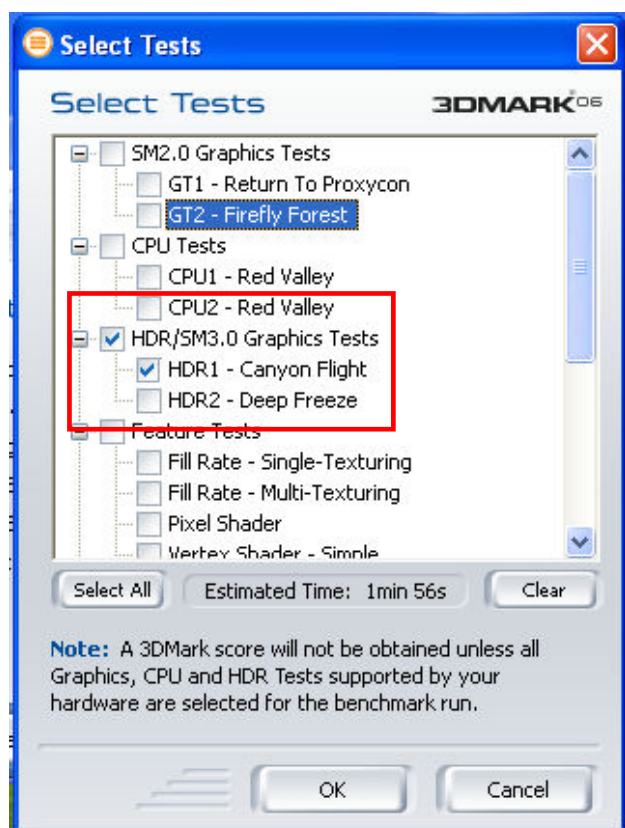 Select Tests
Select Tests
3DMARK®06
SM2.0 Graphics Tests
GT1 - Return To Proxycon
GT2 - Firefly Forest
CPU Tests
CPU1 - Red Valley
CPU2 - Red Valley
HDR/SM3.0 Graphics Tests
HDR1 - Canyon Flight
HDR2 - Deep Freeze
Feature Tests
Fill Rate - Single-Texturing
Fill Rate - Multi-Texturing
Pixel Shader
Vertex Shader - Simple
Select All
Estimated Time: 1min 56s
Clear
Note: A 3DMark score will not be obtained unless all
Graphics, CPU and HDR Tests supported by your
hardware are selected for the benchmark run.
OK
Cancel